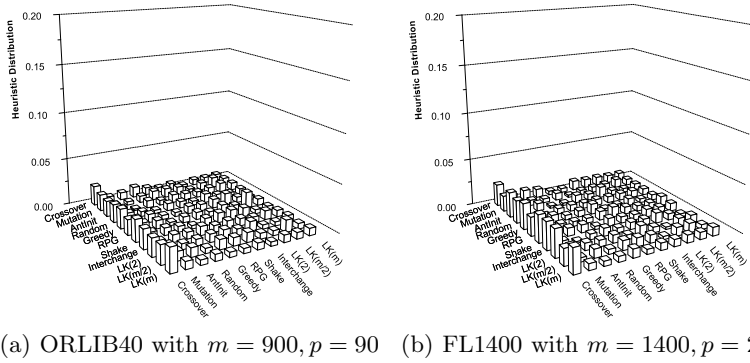 0.20
0.15
0.10
0.05
0.00
Heuristic Distribution
Crossover
Mutation
AntInit
Random
Greedy
RPG
Shake
Interchange
LK(2)
LK(m/2)
LK(m)
Crossover
Mutation
AntInit
Random
Greedy
RPG
Shake
Interchange
LK(2)
LK(m/2)
LK(m)
0.20
0.15
0.10
0.05
0.00
Heuristic Distribution
Crossover
Mutation
AntInit
Random
Greedy
RPG
Shake
Interchange
LK(2)
LK(m/2)
LK(m)
Crossover
Mutation
AntInit
Random
Greedy
RPG
Shake
Interchange
LK(2)
LK(m/2)
LK(m)
(a) ORLIB40 with m = 900, p = 90
(b) FL1400 with m = 1400, p =